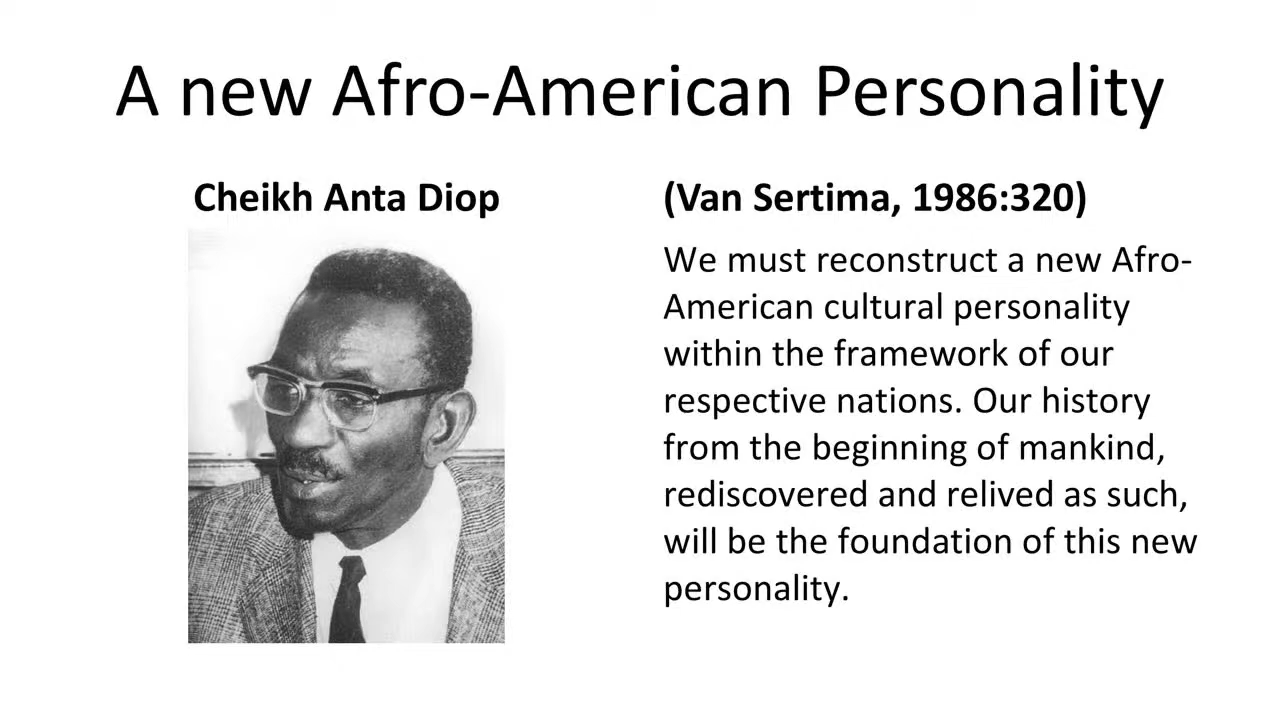 A new Afro-American Personality
Cheikh Anta Diop
(Van Sertima, 1986:320)
We must reconstruct a new Afro-
American cultural personality
within the framework of our
respective nations. Our history
from the beginning of mankind,
rediscovered and relived as such,
will be the foundation of this new
personality.